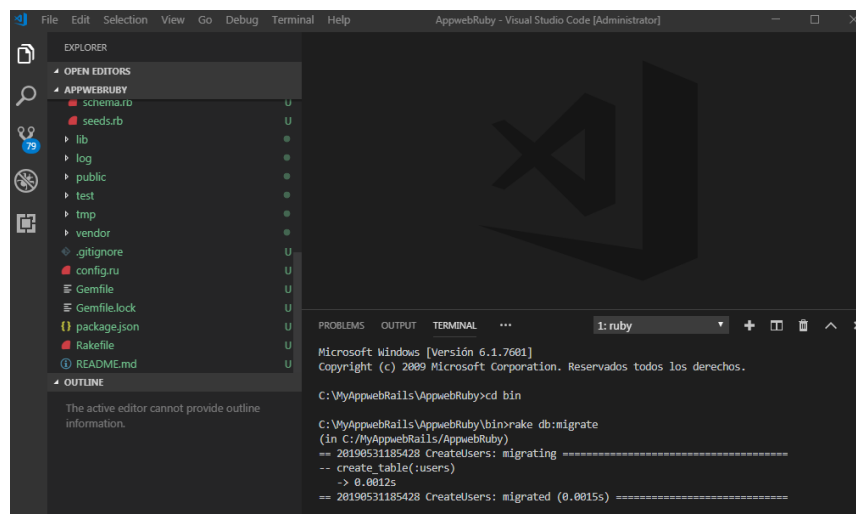 File Edit Selection View Go Debug Terminal Help AppwebRuby - Visual Studio Code [Administrator]
EXPLORER
OPEN EDITORS
APPWEBRUBY
schema.rb U
seeds.rb U
lib
log
public
test
tmp
vendor
.gitignore U
config.ru U
Gemfile U
Gemfile.lock U
{} package.json U
Rakefile U
README.md U
OUTLINE
The active editor cannot provide outline
information.
79
PROBLEMS OUTPUT TERMINAL ••• 1: ruby
Microsoft Windows [Versión 6.1.7601]
Copyright (c) 2009 Microsoft Corporation. Reservados todos los derechos.
C:\MyAppwebRails\AppwebRuby>cd bin
C:\MyAppwebRails\AppwebRuby\bin>rake db:migrate
(in C:/MyAppwebRails/AppwebRuby)
== 20190531185428 CreateUsers: migrating ======================================
-- create_table(:users)
-> 0.0012s
== 20190531185428 CreateUsers: migrated (0.0015s) =============================